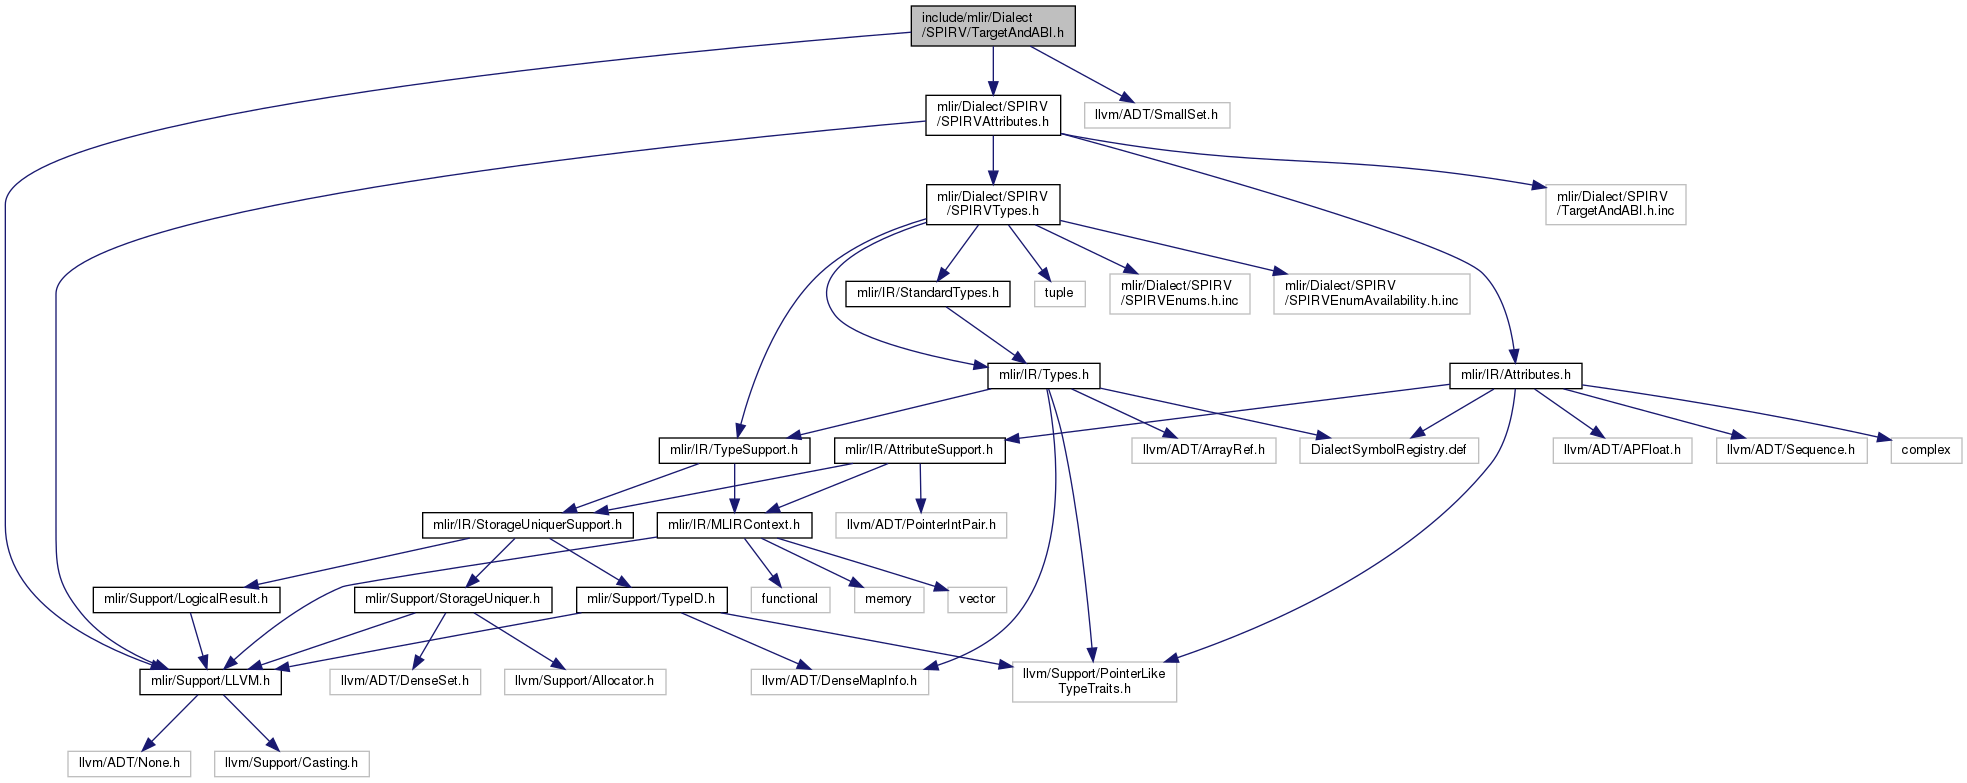 include/mlir/Dialect
/SPIRV/TargetAndABI.h
mlir/Dialect/SPIRV
/SPIRVAttributes.h
llvm/ADT/SmallSet.h
mlir/Dialect/SPIRV
/SPIRVTypes.h
mlir/Dialect/SPIRV
/TargetAndABI.h.inc
mlir/IR/StandardTypes.h
tuple
mlir/Dialect/SPIRV
/SPIRVEnums.h.inc
mlir/Dialect/SPIRV
/SPIRVEnumAvailability.h.inc
mlir/IR/Types.h
mlir/IR/Attributes.h
mlir/IR/TypeSupport.h
mlir/IR/AttributeSupport.h
llvm/ADT/ArrayRef.h
DialectSymbolRegistry.def
llvm/ADT/APFloat.h
llvm/ADT/Sequence.h
complex
mlir/IR/StorageUniquerSupport.h
mlir/IR/MLIRContext.h
llvm/ADT/PointerIntPair.h
mlir/Support/LogicalResult.h
mlir/Support/StorageUniquer.h
mlir/Support/TypeID.h
functional
memory
vector
mlir/Support/LLVM.h
llvm/ADT/DenseSet.h
llvm/Support/Allocator.h
llvm/ADT/DenseMapInfo.h
llvm/Support/PointerLike
TypeTraits.h
llvm/ADT/None.h
llvm/Support/Casting.h